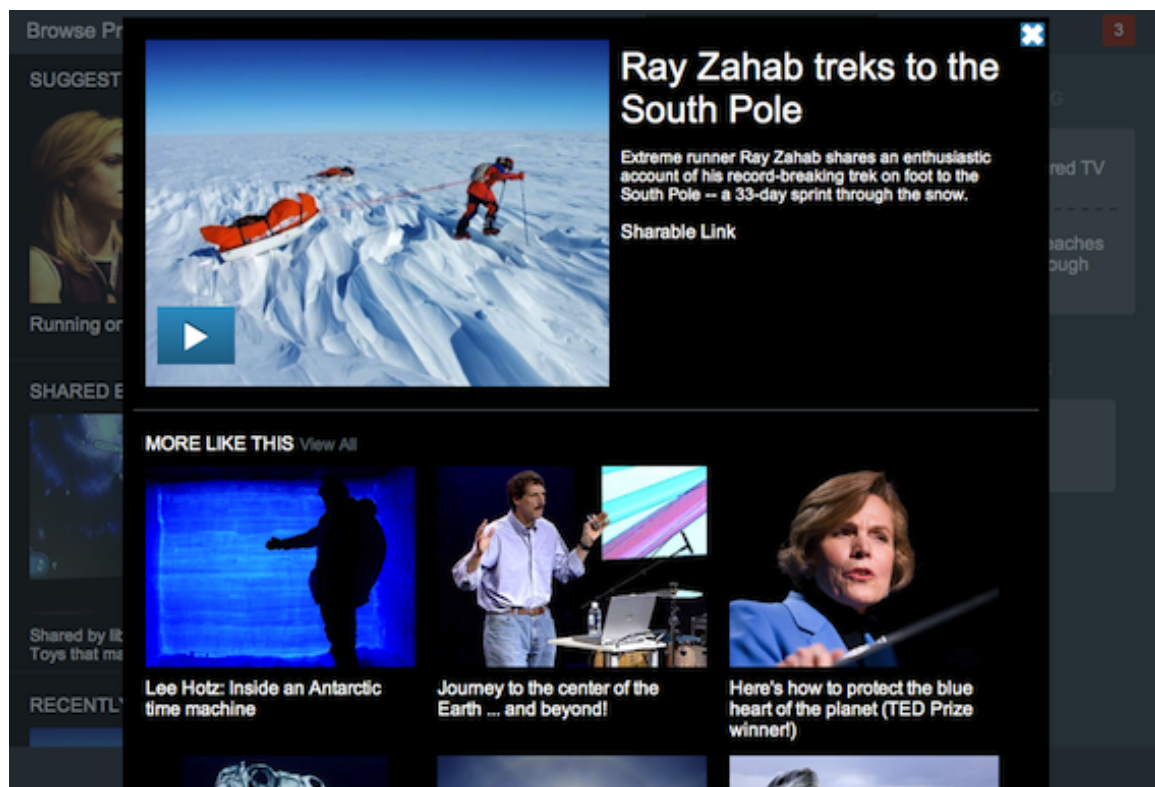 Browse Pr
3
SUGGEST
Ray Zahab treks to the
South Pole
Extreme runner Ray Zahab shares an enthusiastic
account of his record-breaking trek on foot to the
South Pole -- a 33-day sprint through the snow.
Sharable Link
G
red TV
eaches
ough
Running or
SHARED E
MORE LIKE THIS View All
Shared by lib
Toys that ma
RECENTLY
Lee Hotz: Inside an Antarctic
time machine
Journey to the center of the
Earth ... and beyond!
Here's how to protect the blue
heart of the planet (TED Prize
winner!)